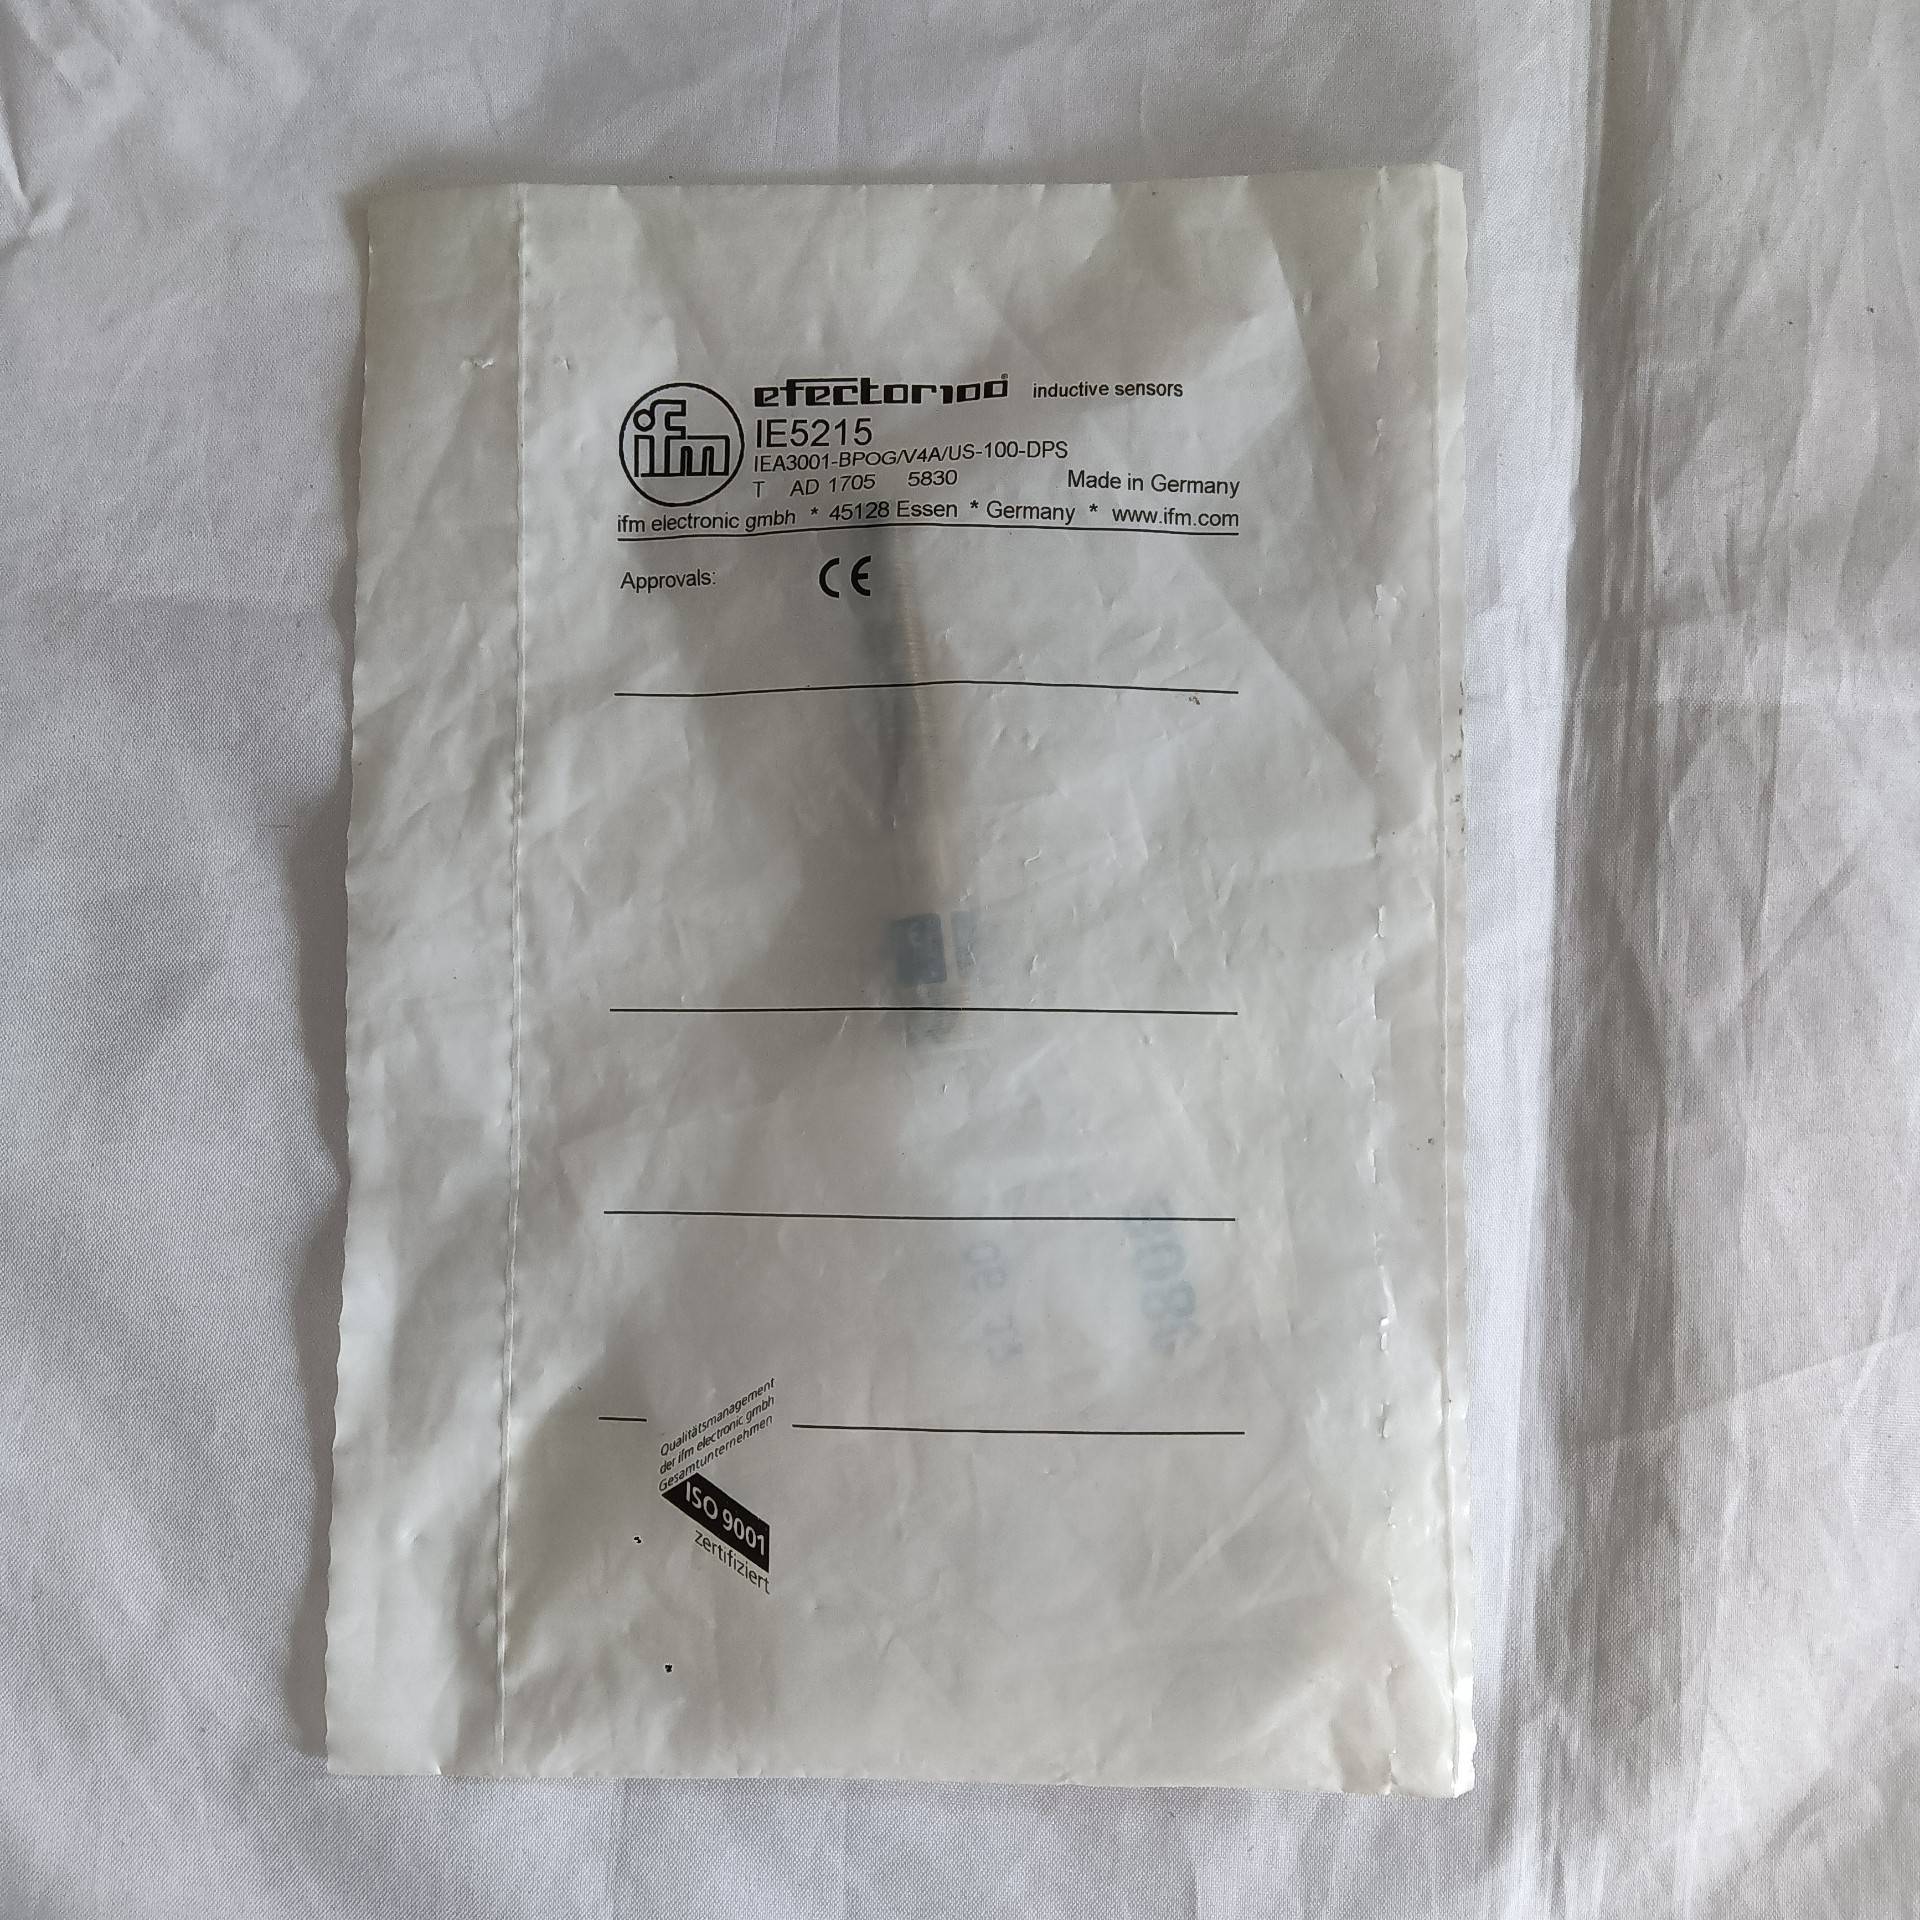 ifm
efector100® inductive sensors
IE5215
IEA3001-BPOG/V4A/US-100-DPS
T AD 1705 5830 Made in Germany
ifm electronic gmbh * 45128 Essen * Germany * www.ifm.com
Approvals: CE
Qualitätsmanagement
der ifm electronic gmbh
Gesamtunternehmen
ISO 9001
zertifiziert